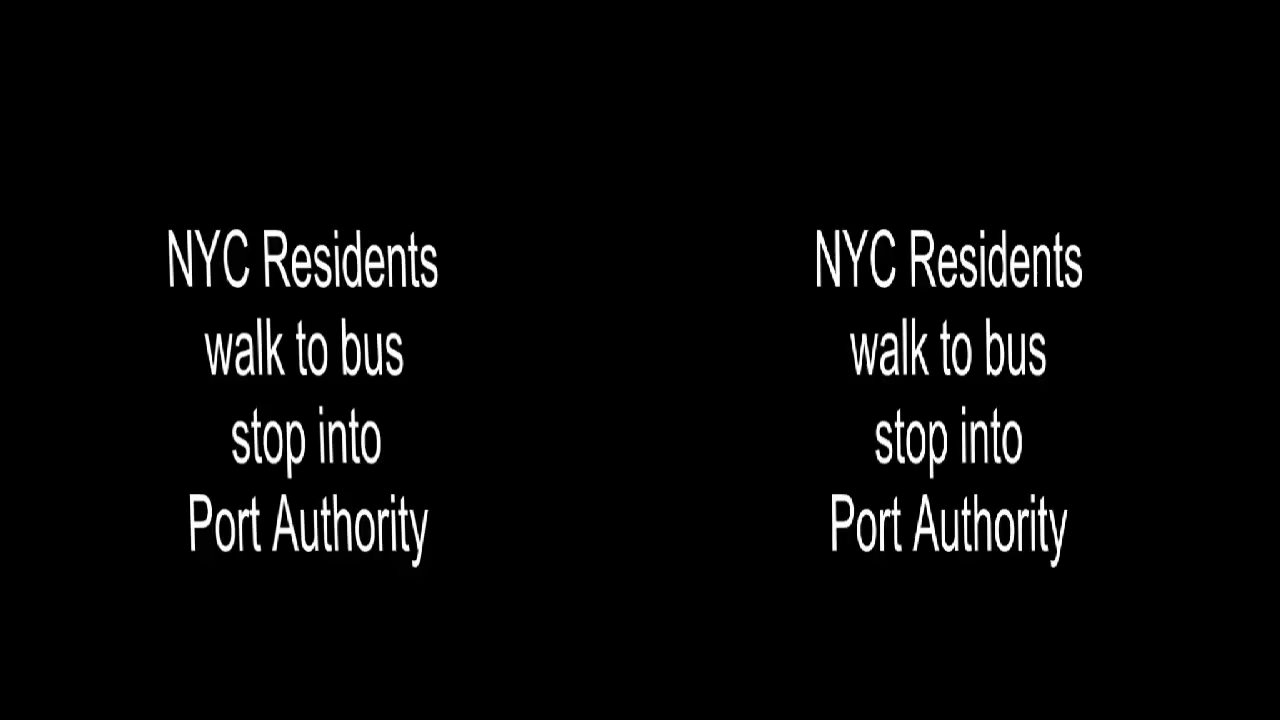 NYC Residents
walk to bus
stop into
Port Authority
NYC Residents
walk to bus
stop into
Port Authority